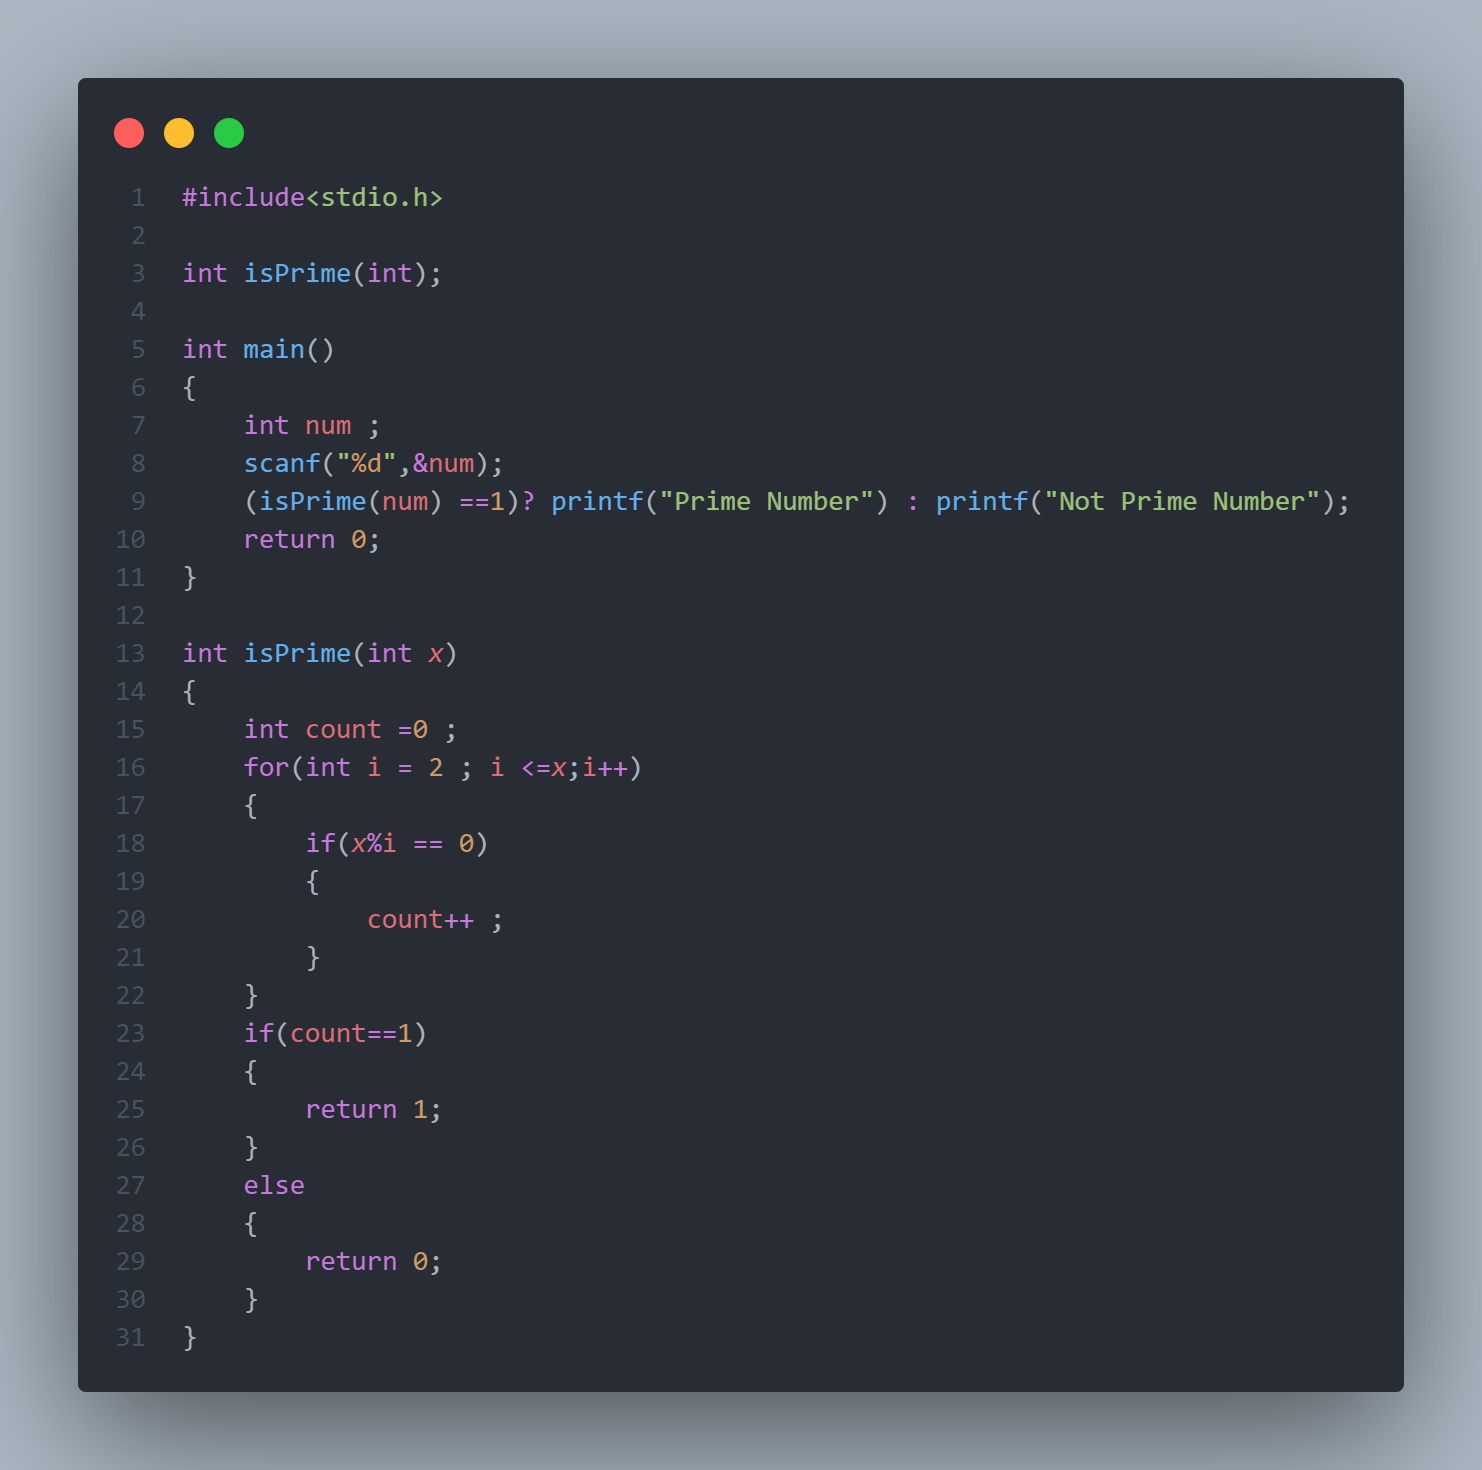 1 #include<stdio.h>
2
3 int isPrime(int);
4
5 int main()
6 {
7     int num ;
8     scanf("%d",&num);
9     (isPrime(num) ==1)? printf("Prime Number") : printf("Not Prime Number");
10     return 0;
11 }
12
13 int isPrime(int x)
14 {
15     int count =0 ;
16     for(int i = 2 ; i <=x;i++)
17     {
18         if(x%i == 0)
19         {
20             count++ ;
21         }
22     }
23     if(count==1)
24     {
25         return 1;
26     }
27     else
28     {
29         return 0;
30     }
31 }